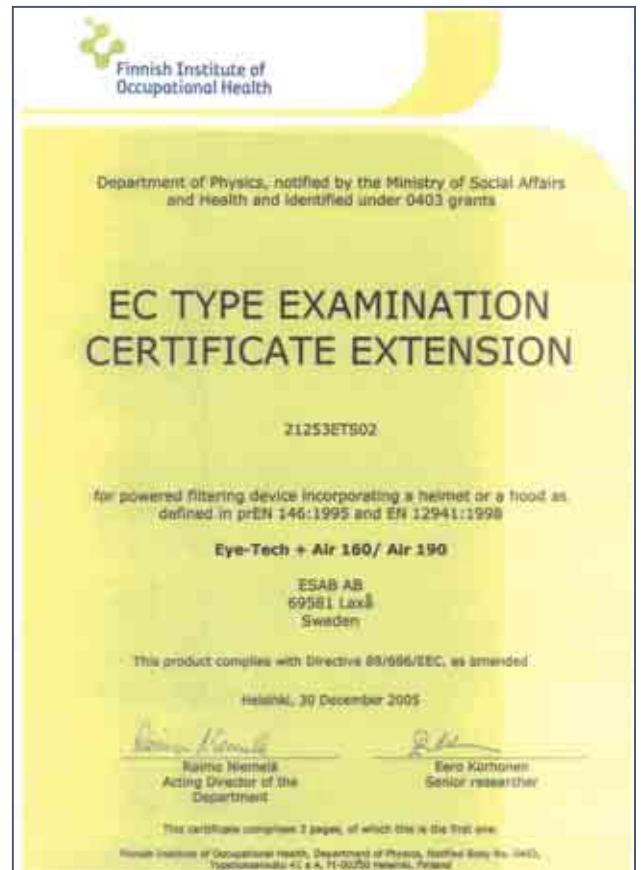 Finnish Institute of
Occupational Health
Department of Physics, notified by the Ministry of Social Affairs
and Health and identified under 0403 grants
EC TYPE EXAMINATION
CERTIFICATE EXTENSION
21253ETS02
for powered filtering device incorporating a helmet or a hood as
defined in prEN 146:1995 and EN 12941:1998
Eye-Tech + Air 160/ Air 190
ESAB AB
69581 Laxå
Sweden
This product complies with Directive 89/686/EEC, as amended
Helsinki, 30 December 2005
Raimo Niemelä
Acting Director of the
Department
Eero Korhonen
Senior researcher
This certificate comprises 2 pages, of which this is the first one.
Finnish Institute of Occupational Health, Department of Physics, Notified Body No. 0403,
41 a A, FI-00250 Helsinki, Finland